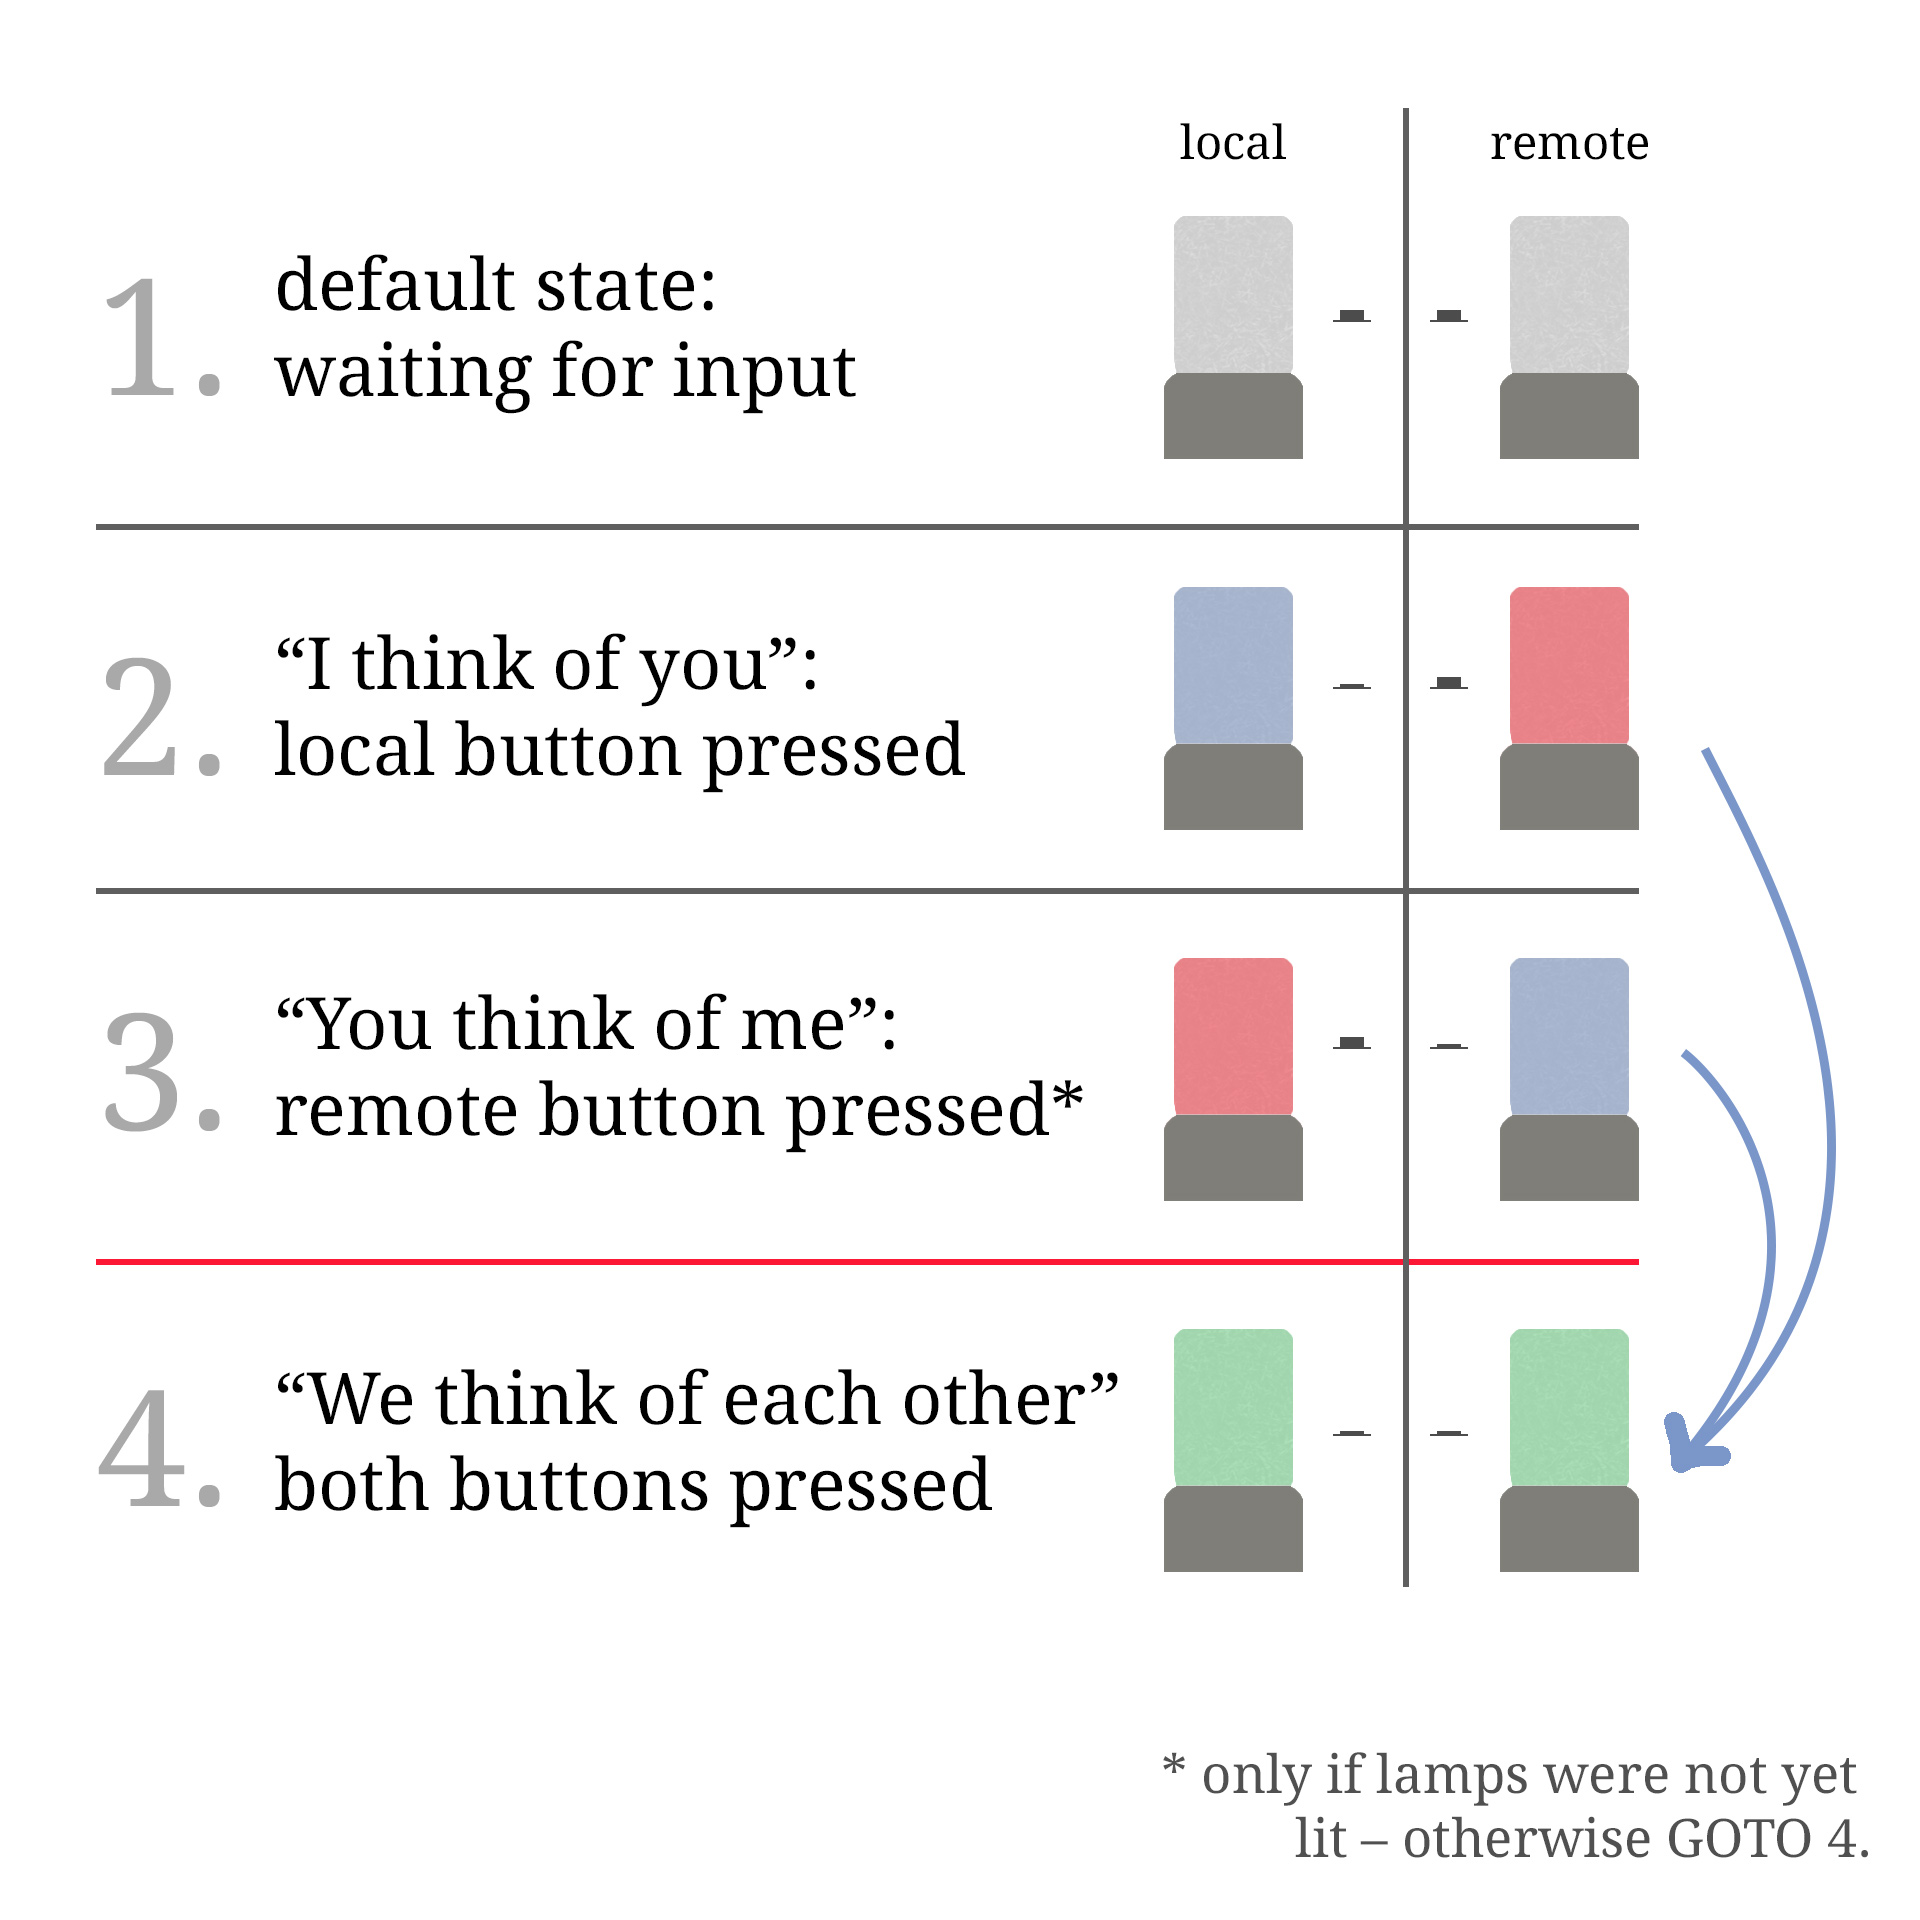 local
remote
1.
default state:
waiting for input
2.
“I think of you”:
local button pressed
3.
“You think of me”:
remote button pressed*
4.
“We think of each other”
both buttons pressed
* only if lamps were not yet
lit – otherwise GOTO 4.